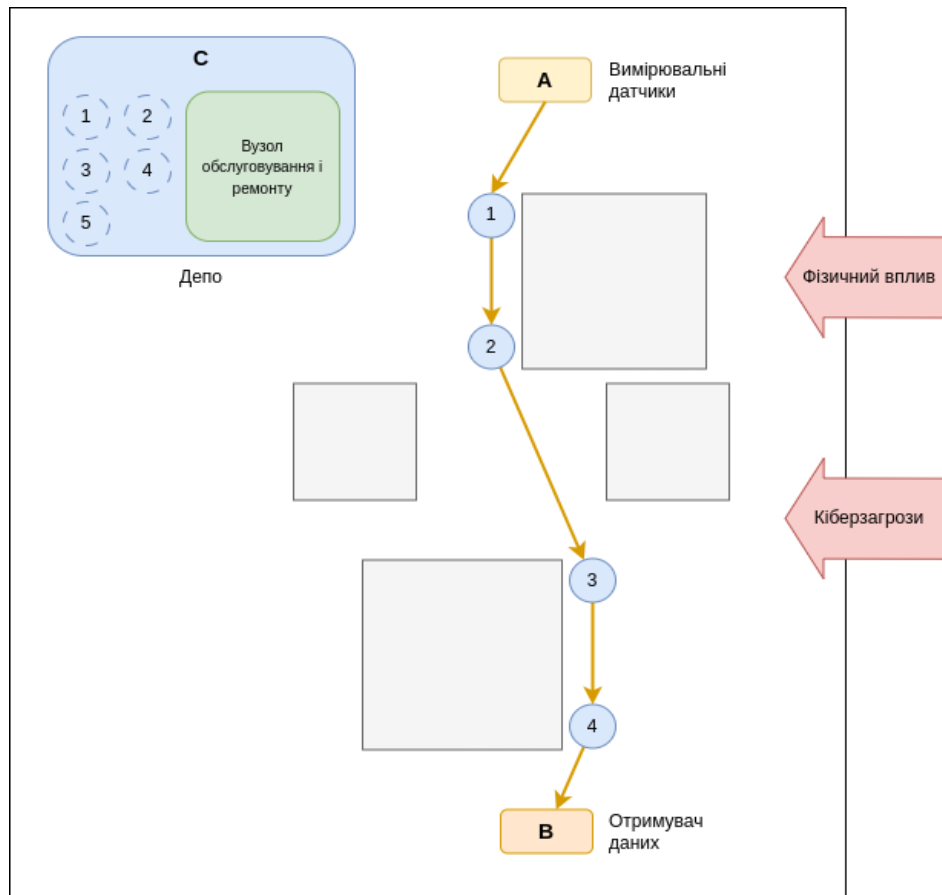 C
1
2
3
4
5
Вузол
обслуговування і
ремонту
Депо
A
Вимірювальні
датчики
1
2
3
4
B
Отримувач
даних
Фізичний вплив
Кіберзагрози